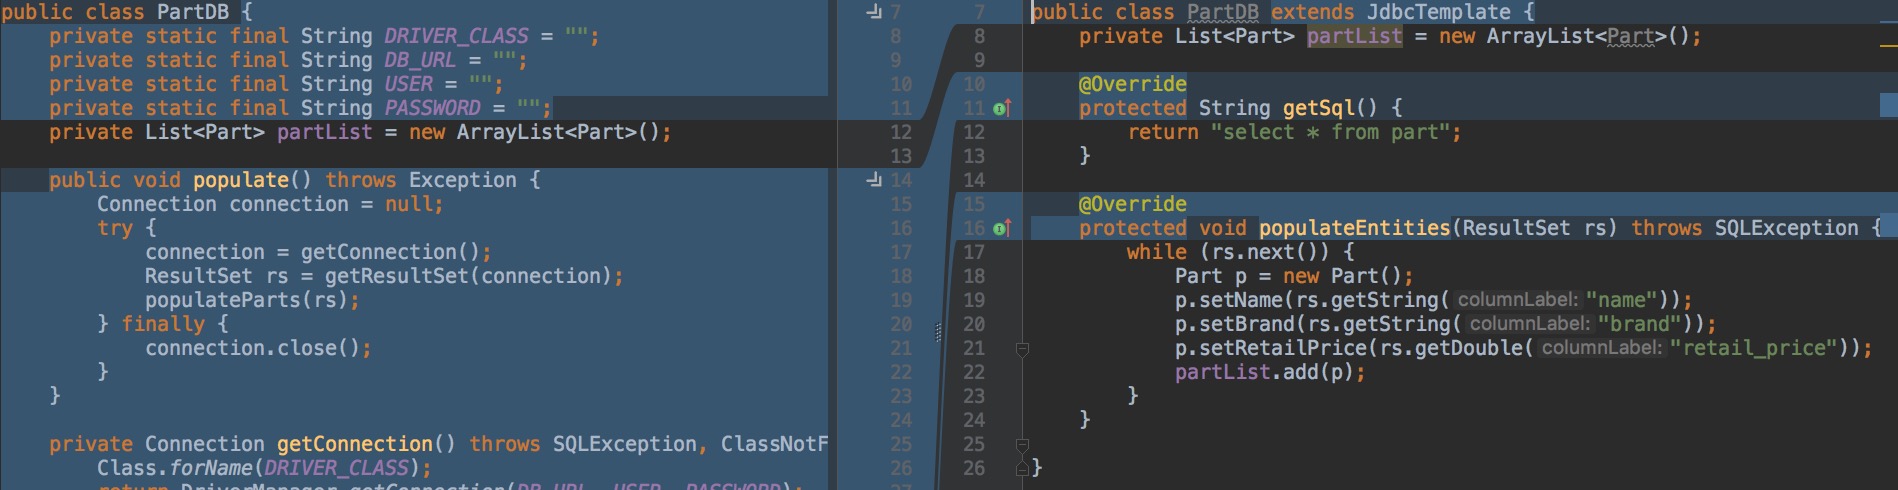 public class PartDB {
    private static final String DRIVER_CLASS = "";
    private static final String DB_URL = "";
    private static final String USER = "";
    private static final String PASSWORD = "";
    private List<Part> partList = new ArrayList<Part>();
    public void populate() throws Exception {
        Connection connection = null;
        try {
            connection = getConnection();
            ResultSet rs = getResultSet(connection);
            populateParts(rs);
        } finally {
            connection.close();
        }
    }
    private Connection getConnection() throws SQLException, ClassNotF
        Class.forName(DRIVER_CLASS);
        return DriverManager.getConnection(DB_URL, USER, PASSWORD);
7 7
8 8
9 9
10 10
11 11
12 12
13 13
14 14
15 15
16 16
17 17
18 18
19 19
20 20
21 21
22 22
23 23
24 24
25 25
26 26
27
public class PartDB extends JdbcTemplate {
    private List<Part> partList = new ArrayList<Part>();
    @Override
    protected String getSql() {
        return "select * from part";
    }
    @Override
    protected void populateEntities(ResultSet rs) throws SQLException {
        while (rs.next()) {
            Part p = new Part();
            p.setName(rs.getString( columnLabel: "name"));
            p.setBrand(rs.getString( columnLabel: "brand"));
            p.setRetailPrice(rs.getDouble( columnLabel: "retail_price"));
            partList.add(p);
        }
    }
}